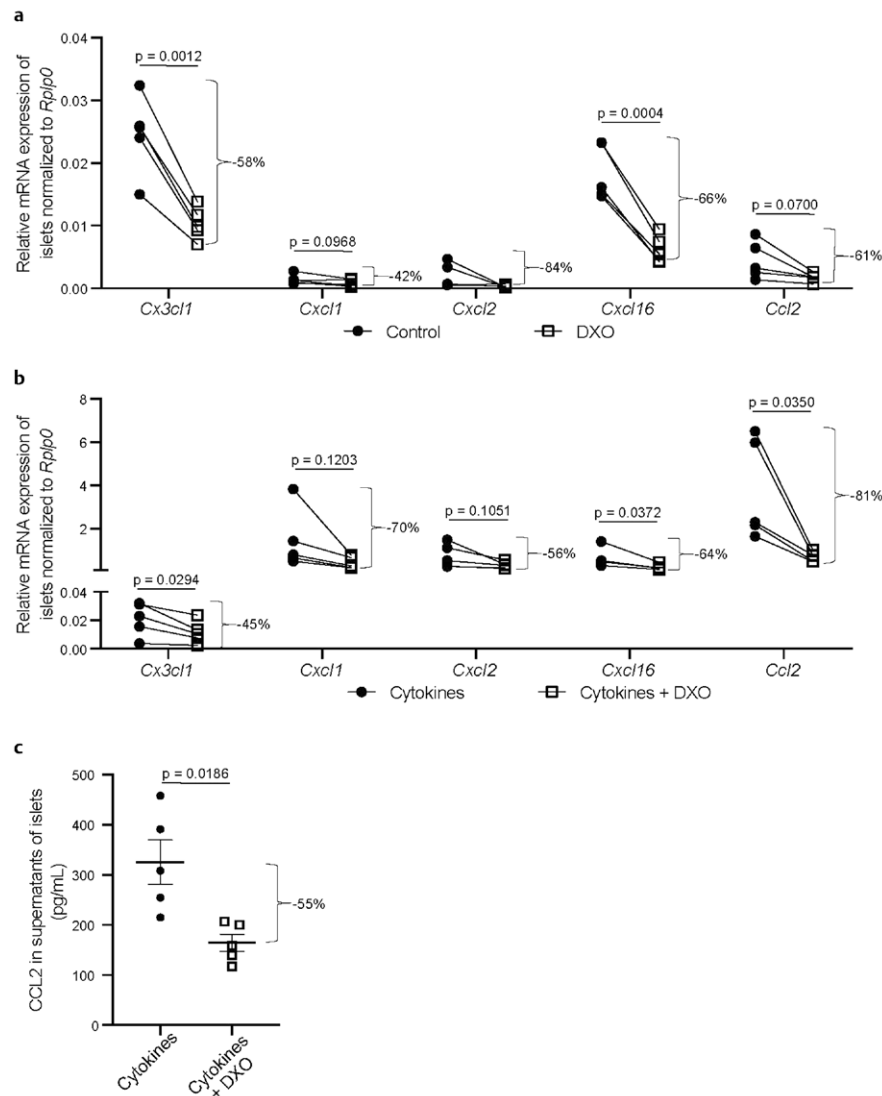 a
Relative mRNA expression of
islets normalized to Rplp0
0.04
0.03
0.02
0.01
0.00
p = 0.0012
-58%
p = 0.0968
-42%
-84%
p = 0.0004
-66%
p = 0.0700
-61%
Cx3cl1
Cxcl1
Cxcl2
Cxcl16
Ccl2
Control
DXO
b
Relative mRNA expression of
islets normalized to Rplp0
8
6
4
2
0.04
0.02
0.00
p = 0.0294
-45%
p = 0.1203
-70%
p = 0.1051
-56%
p = 0.0372
-64%
p = 0.0350
-81%
Cx3cl1
Cxcl1
Cxcl2
Cxcl16
Ccl2
Cytokines
Cytokines + DXO
c
CCL2 in supernatants of islets
(pg/mL)
500
400
300
200
100
0
p = 0.0186
-55%
Cytokines
Cytokines
+ DXO